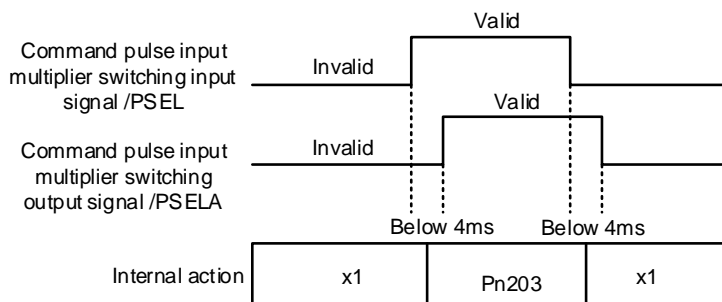 Valid
Command pulse input
multiplier switching input
signal /PSEL
Invalid
Valid
Command pulse input
multiplier switching
output signal /PSELA
Invalid
Below 4ms
Below 4ms
Internal action
x1
Pn203
x1